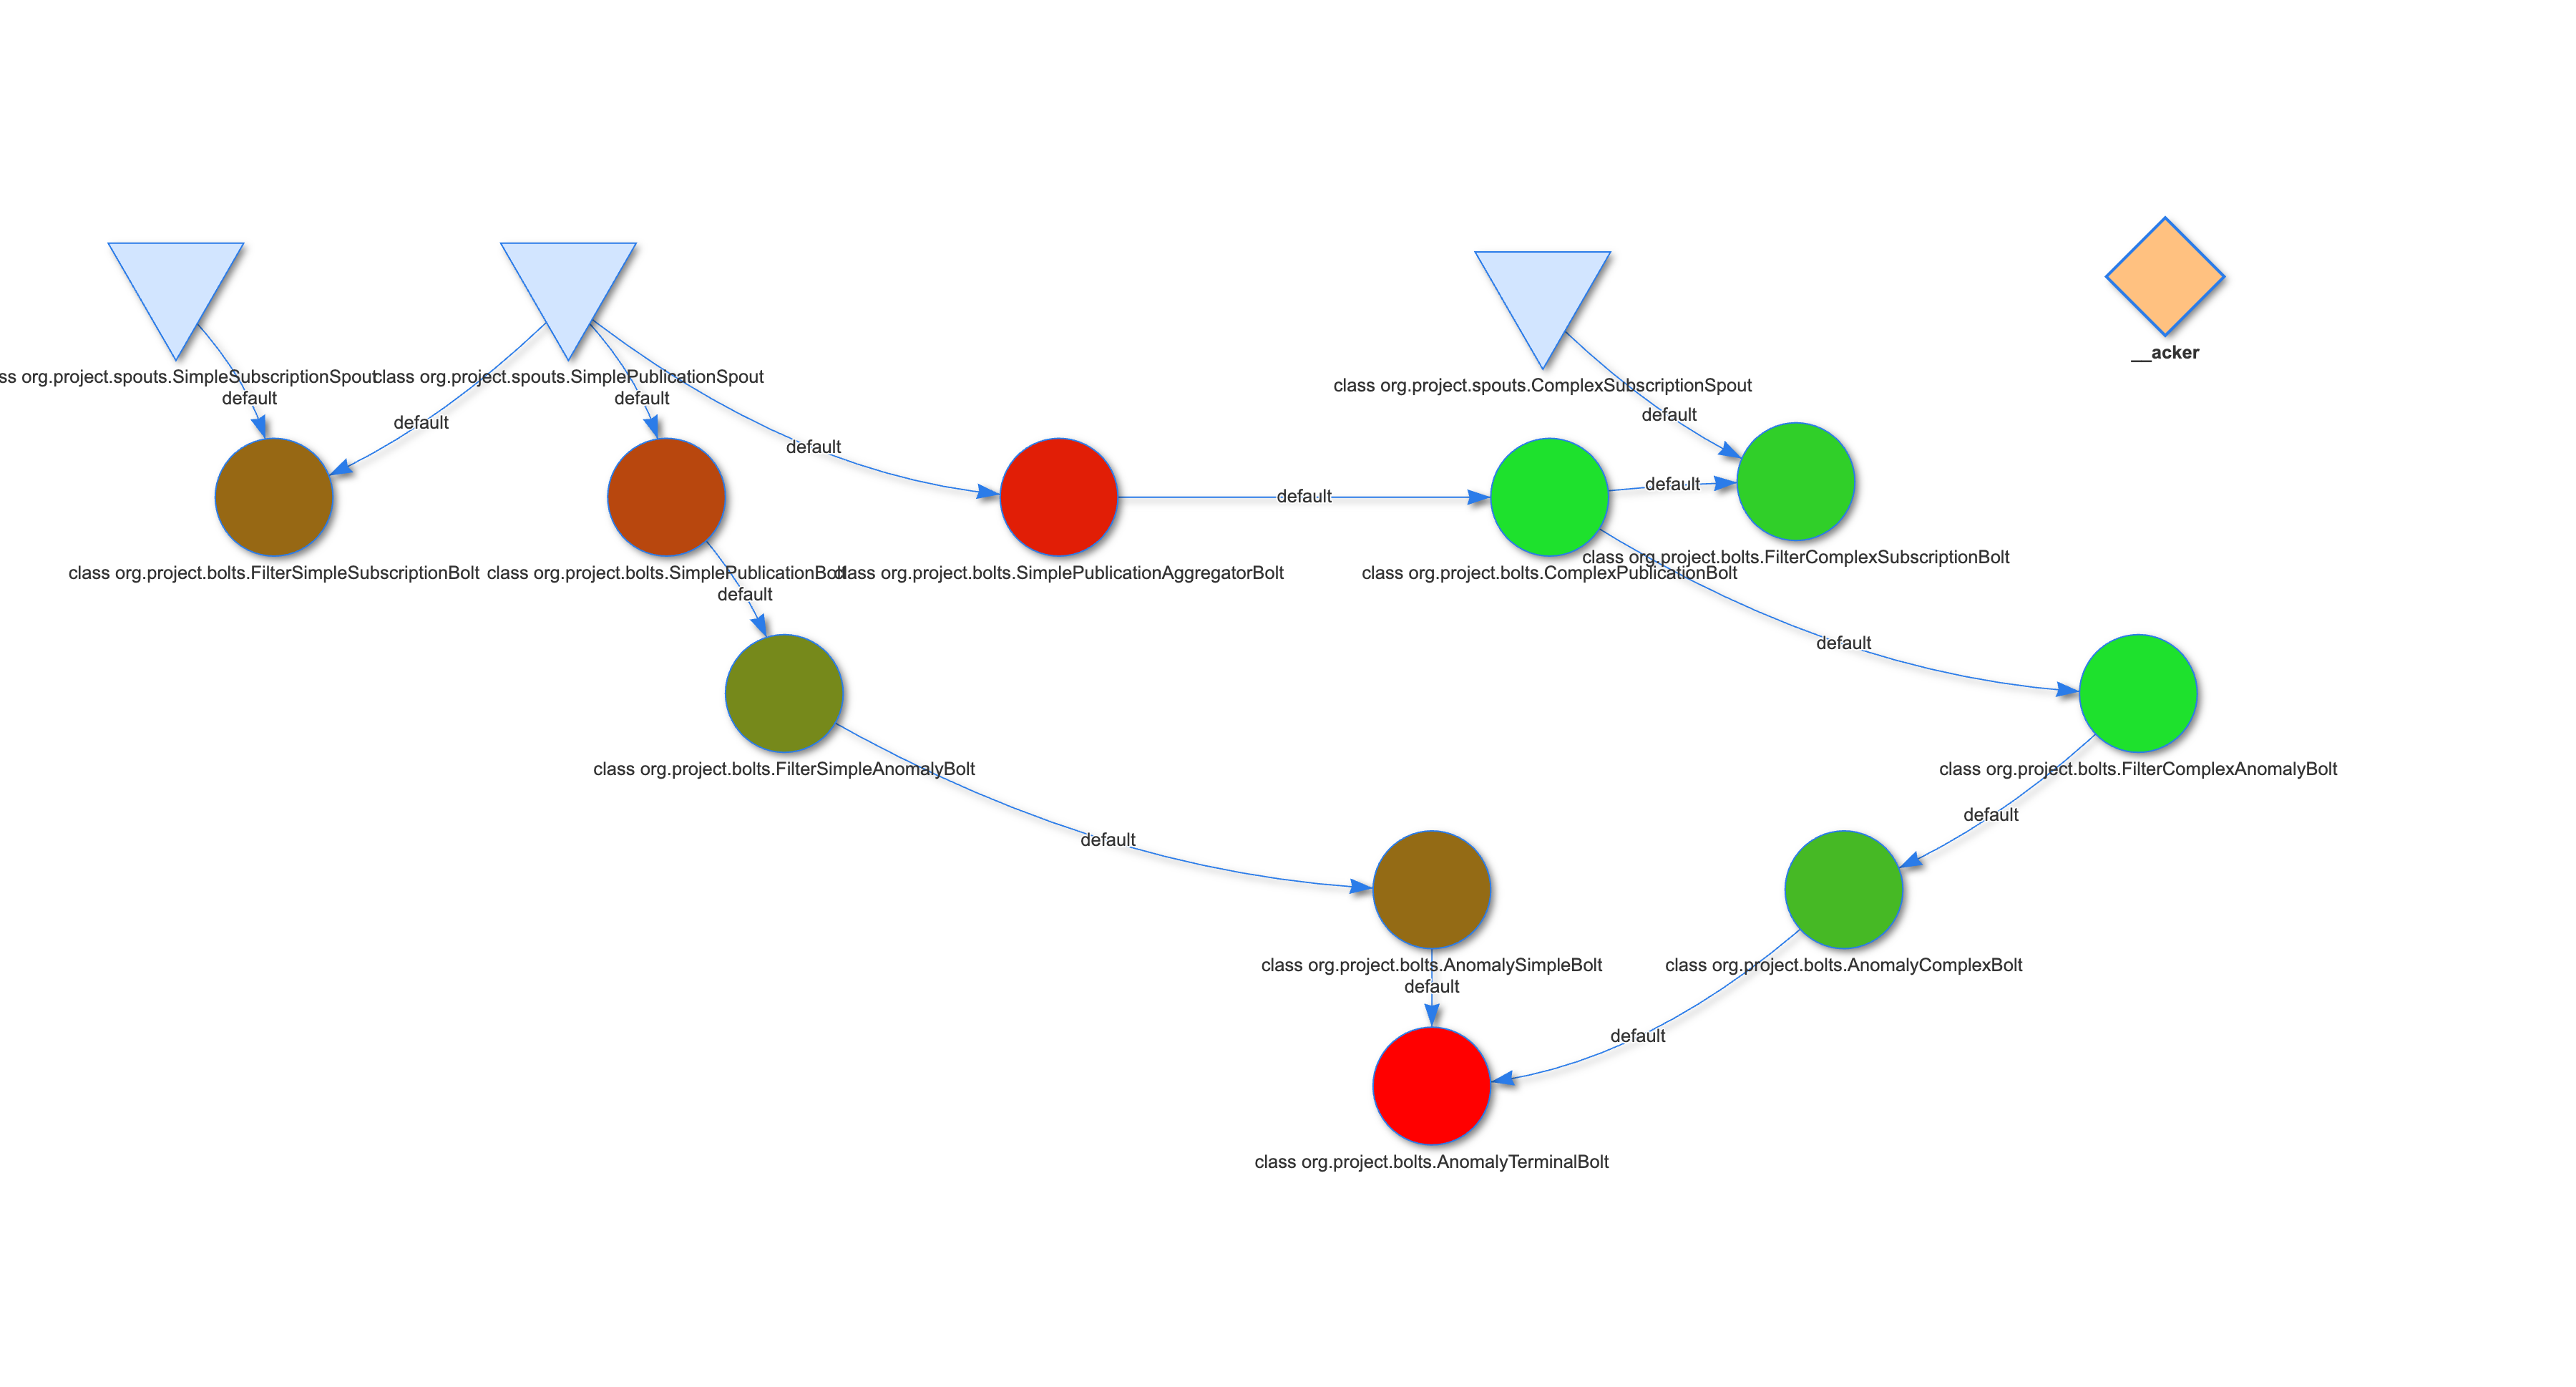 ss org.project.spouts.SimpleSubscriptionSpout
class org.project.spouts.SimplePublicationSpout
class org.project.spouts.ComplexSubscriptionSpout
__acker
default
default
default
default
default
default
default
class org.project.bolts.FilterSimpleSubscriptionBolt
class org.project.bolts.SimplePublicationBolt
class org.project.bolts.SimplePublicationAggregatorBolt
class org.project.bolts.ComplexPublicationBolt
class org.project.bolts.FilterComplexSubscriptionBolt
default
default
class org.project.bolts.FilterSimpleAnomalyBolt
class org.project.bolts.FilterComplexAnomalyBolt
default
default
class org.project.bolts.AnomalySimpleBolt
class org.project.bolts.AnomalyComplexBolt
default
default
class org.project.bolts.AnomalyTerminalBolt